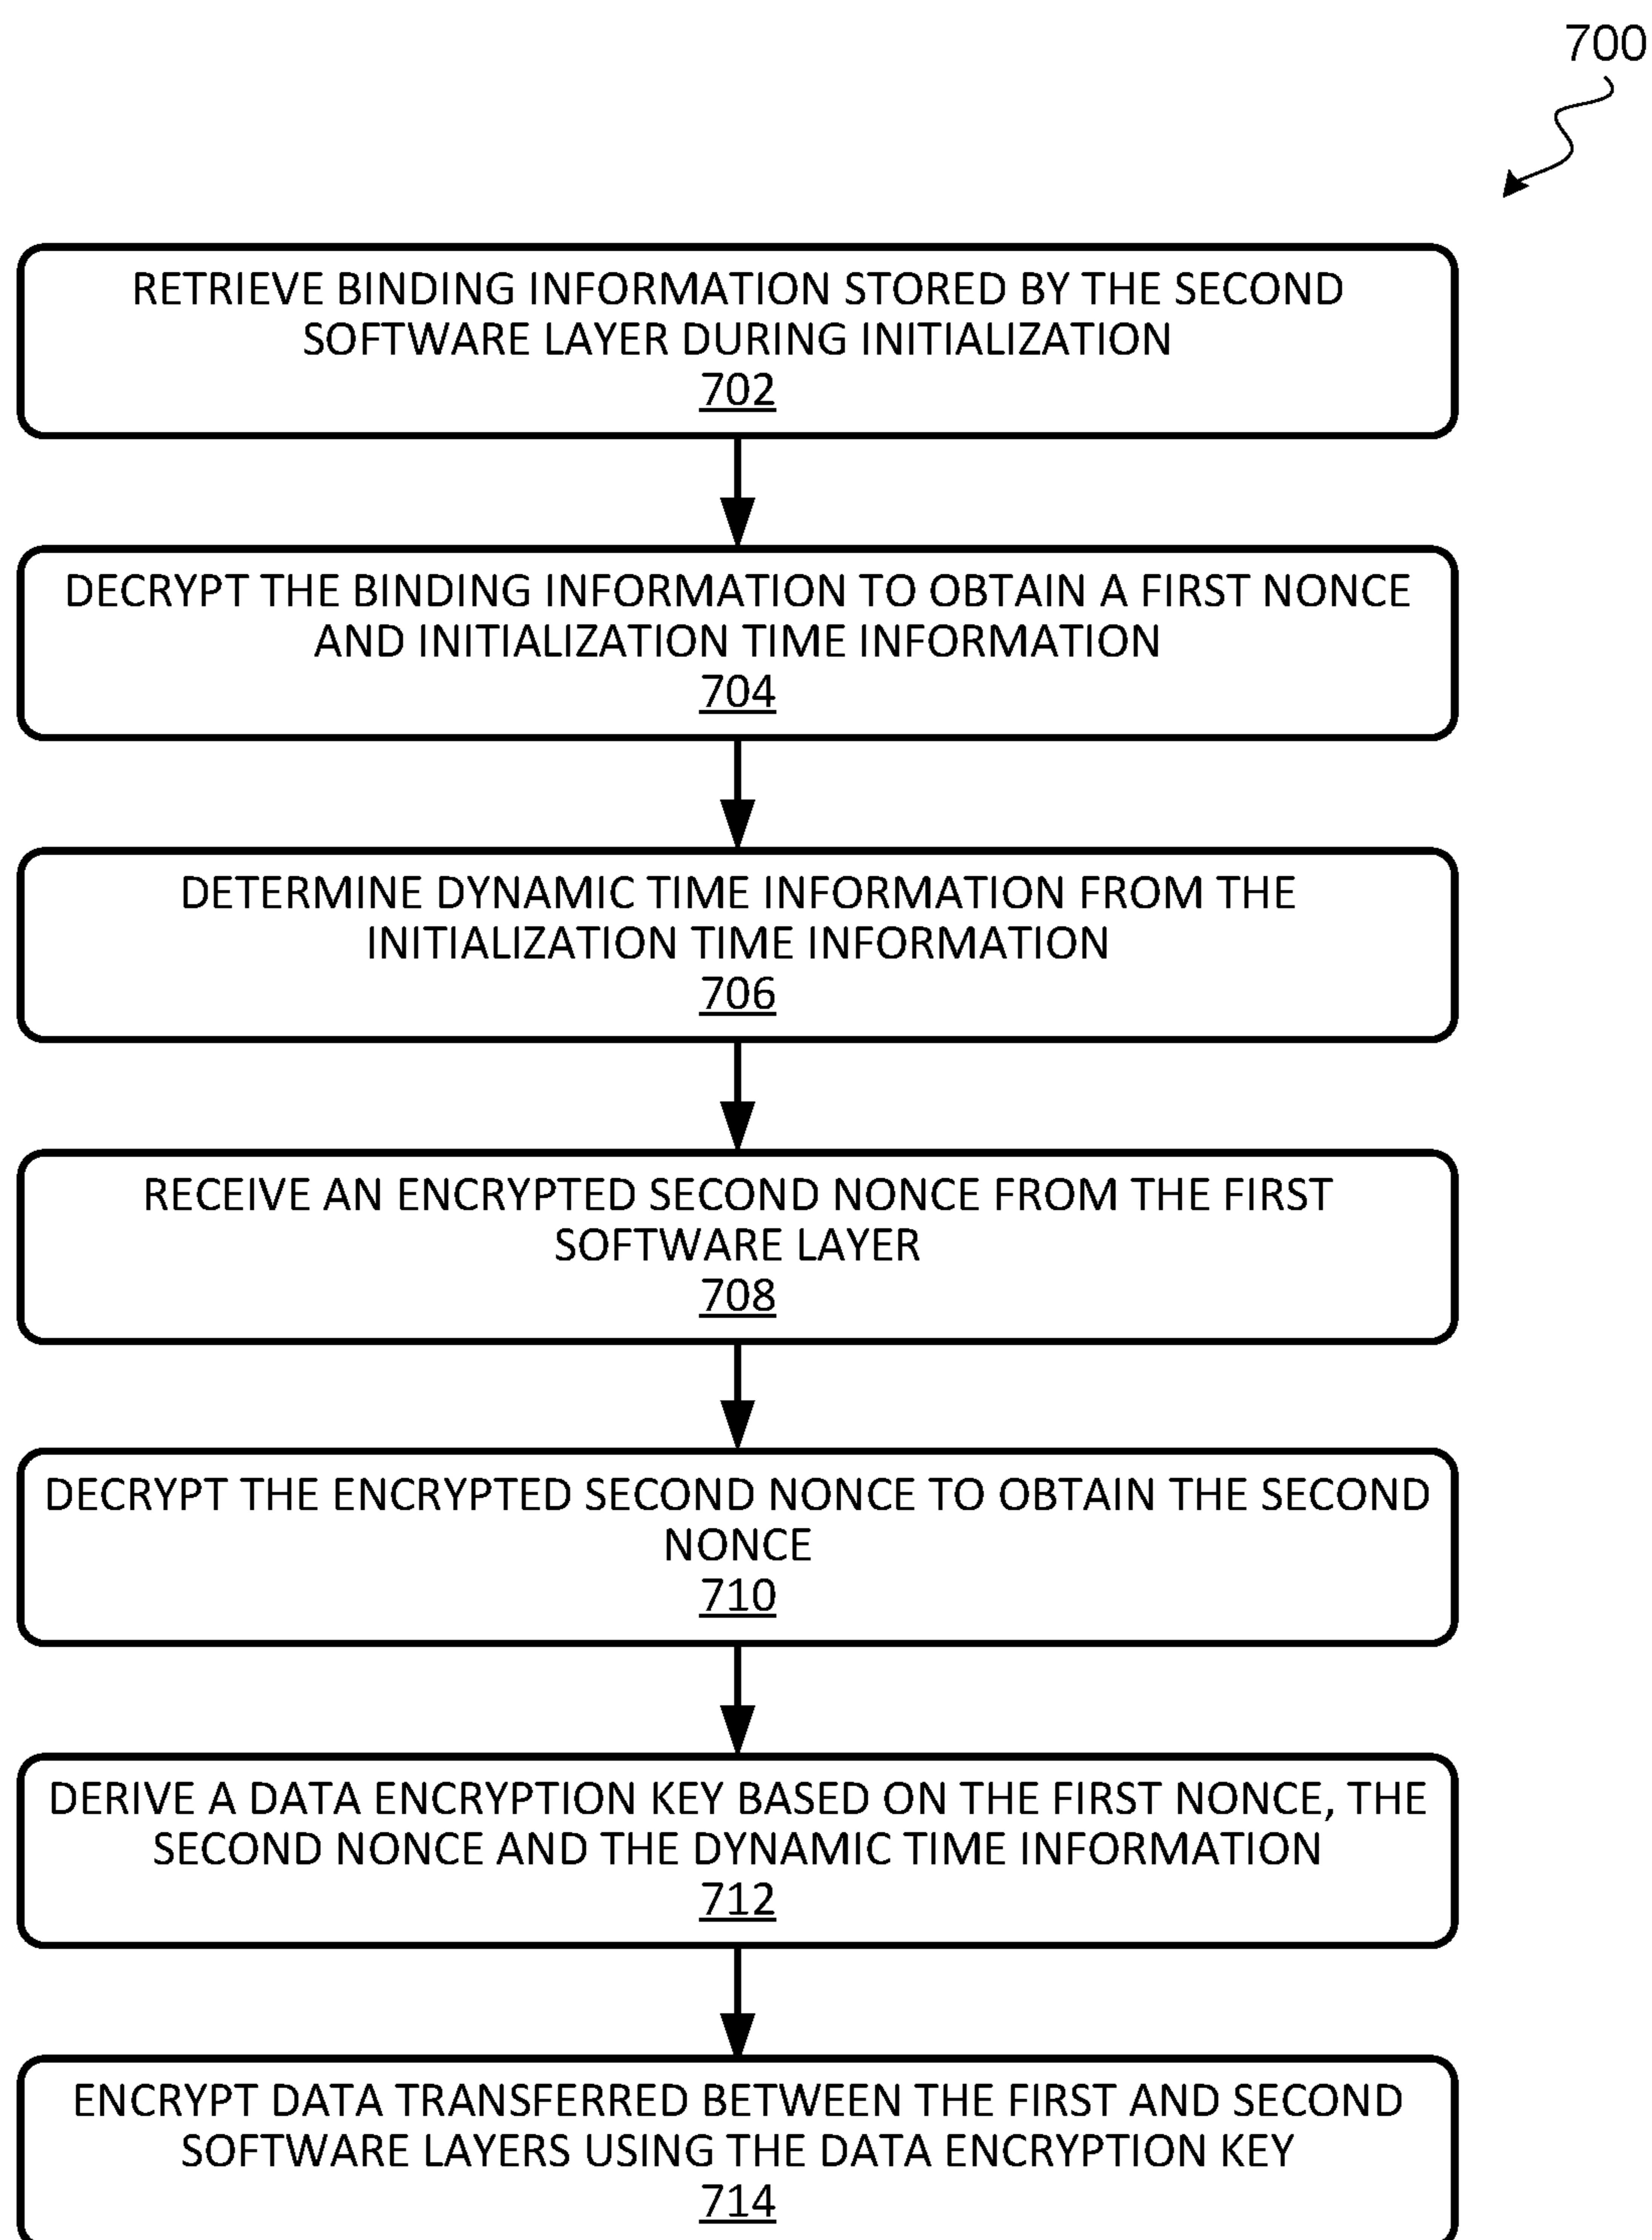 700
RETRIEVE BINDING INFORMATION STORED BY THE SECOND
SOFTWARE LAYER DURING INITIALIZATION
702
DECRYPT THE BINDING INFORMATION TO OBTAIN A FIRST NONCE
AND INITIALIZATION TIME INFORMATION
704
DETERMINE DYNAMIC TIME INFORMATION FROM THE
INITIALIZATION TIME INFORMATION
706
RECEIVE AN ENCRYPTED SECOND NONCE FROM THE FIRST
SOFTWARE LAYER
708
DECRYPT THE ENCRYPTED SECOND NONCE TO OBTAIN THE SECOND
NONCE
710
DERIVE A DATA ENCRYPTION KEY BASED ON THE FIRST NONCE, THE
SECOND NONCE AND THE DYNAMIC TIME INFORMATION
712
ENCRYPT DATA TRANSFERRED BETWEEN THE FIRST AND SECOND
SOFTWARE LAYERS USING THE DATA ENCRYPTION KEY
714